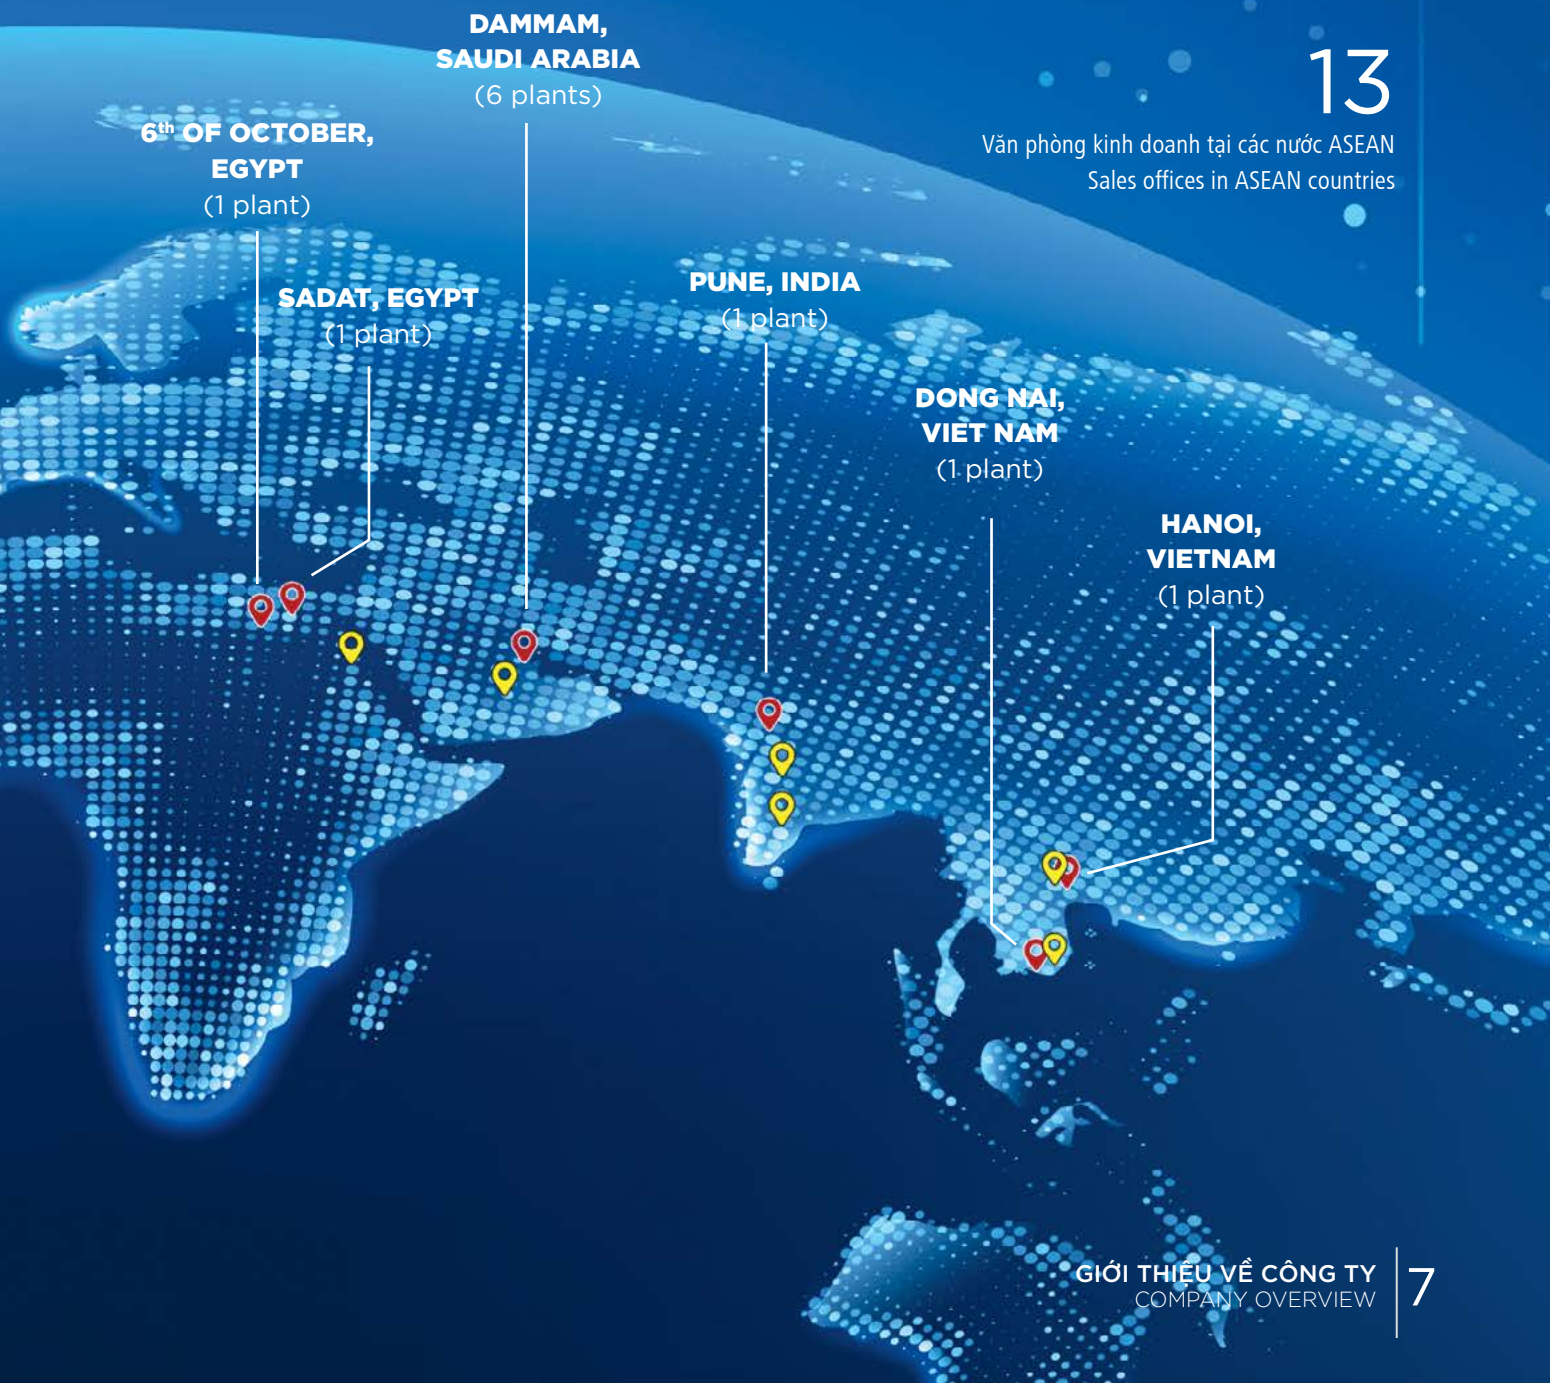 DAMMAM,
SAUDI ARABIA
(6 plants)
13
Văn phòng kinh doanh tại các nước ASEAN
Sales offices in ASEAN countries
6th OF OCTOBER,
EGYPT
(1 plant)
SADAT, EGYPT
(1 plant)
PUNE, INDIA
(1 plant)
DONG NAI,
VIET NAM
(1 plant)
HANOI,
VIETNAM
(1 plant)
GIỚI THIỆU VỀ CÔNG TY
COMPANY OVERVIEW
7